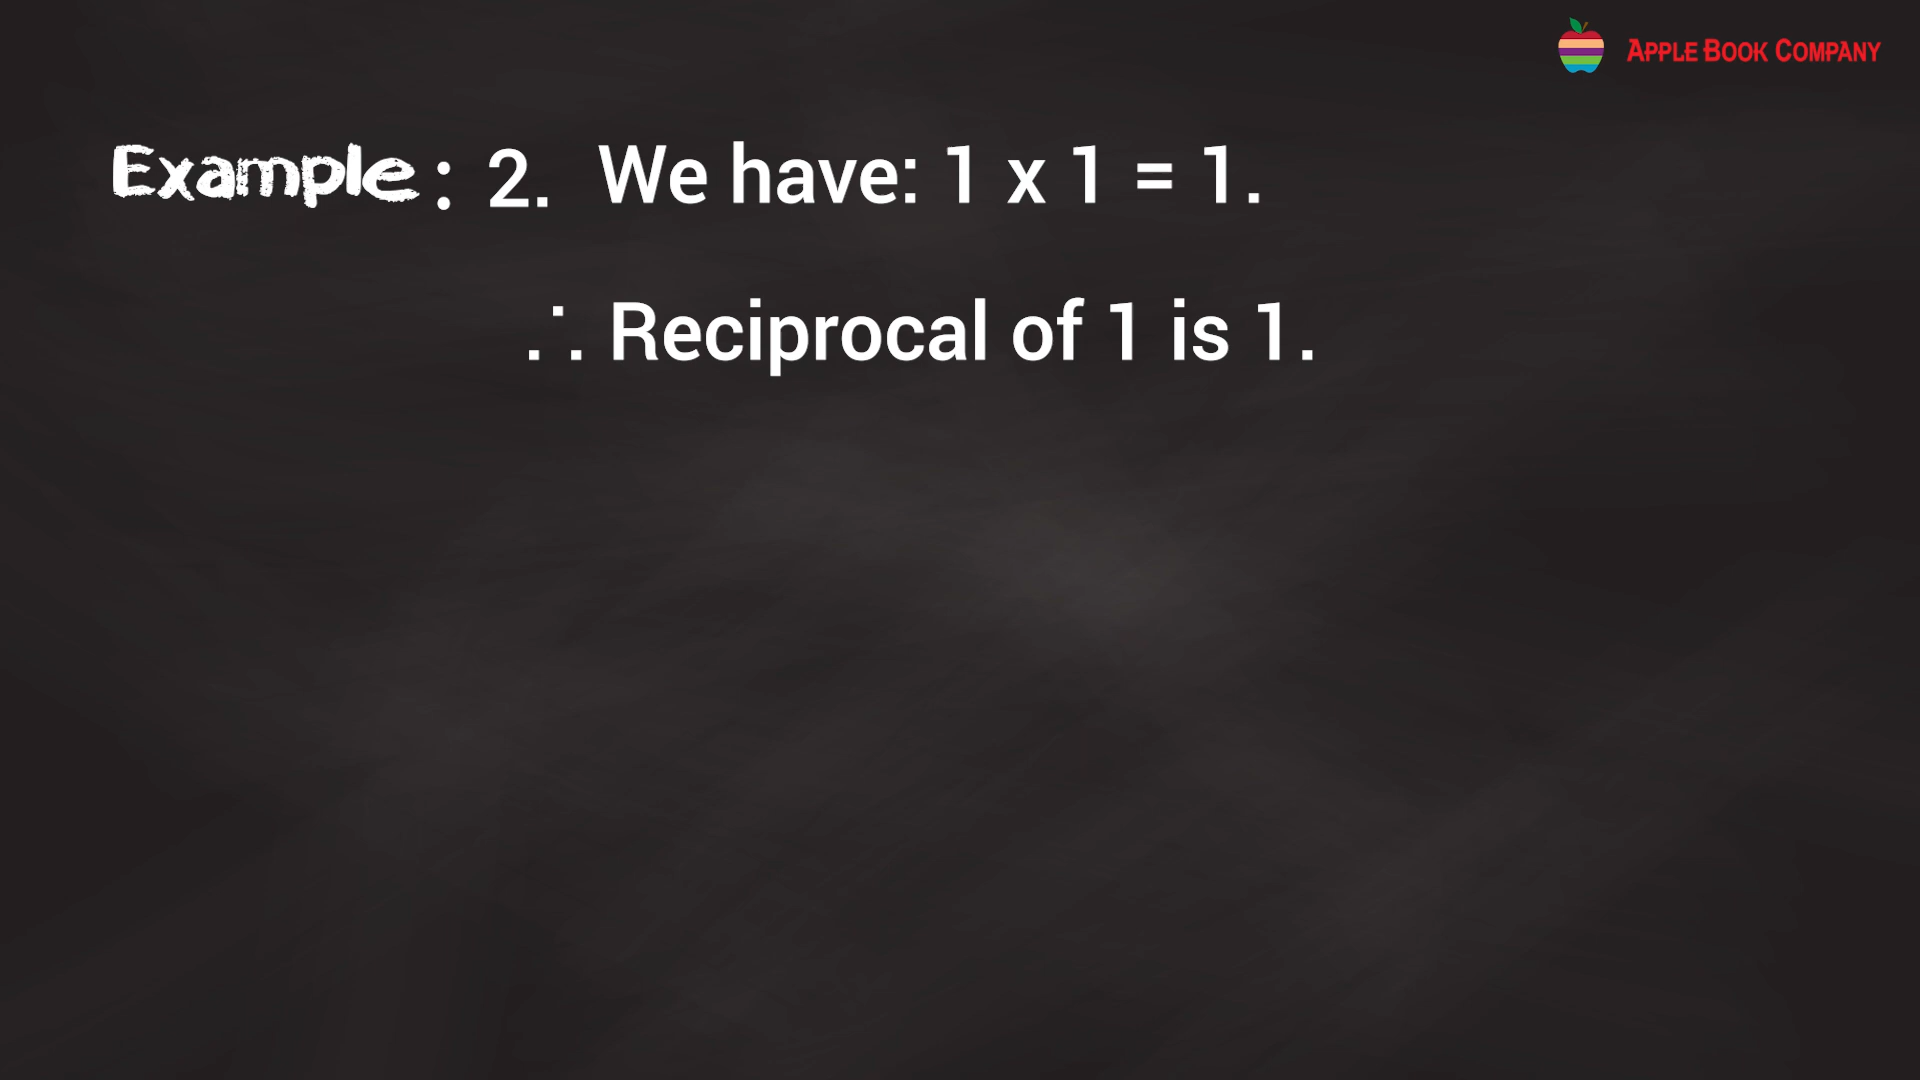 APPLE BOOK COMPANY
Example : 2. We have: 1 x 1 = 1.
∴ Reciprocal of 1 is 1.